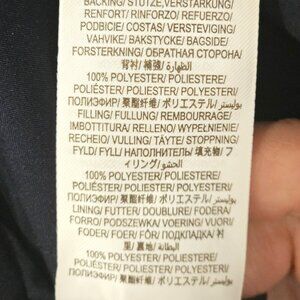 BACKING/ STÜTZE,VERSTÄRKUNG/
RENFORT/ RINFORZO/ REFUERZO/
PODBICIE/ COSTAS/ VERSTEVIGING/
VAHVIKE/ BAKSTYCKE/ BAGSIDE/
FORSTERKNING/ ОБРАТНАЯ СТОРОНА/
背衬/ 補強/ الظهارة/
100% POLYESTER/ POLIESTERE/
POLIÉSTER/ POLIESTER/ POLYESTER/
ПОЛИЭФИР/ 聚酯纤维/ ポリエステル/ بوليستر/
FILLING/ FÜLLUNG/ REMBOURRAGE/
IMBOTTITURA/ RELLENO/ WYPEŁNIENIE/
RECHEIO/ VULLING/ TÄYTE/ STOPPNING/
FYLD/ FYLL/ НАПОЛНИТЕЛЬ/ 填充物/ フ
ィリング/ الحشو/
100% POLYESTER/ POLIESTERE/
POLIÉSTER/ POLIESTER/ POLYESTER/
ПОЛИЭФИР/ 聚酯纤维/ ポリエステル/ بوليستر/
LINING/ FUTTER/ DOUBLURE/ FODERA/
FORRO/ PODSZEWKA/ VOERING/ VUORI/
FODER/ FOER/ FÔR/ ПОДКЛАДКА/ 衬
里/ 裏地/ البطانة/
100% POLYESTER/ POLIESTERE/
POLIÉSTER/ POLIESTER/ POLYESTER/
ПОЛИЭФИР/ 聚酯纤维/ ポリエステル/ بوليستر/